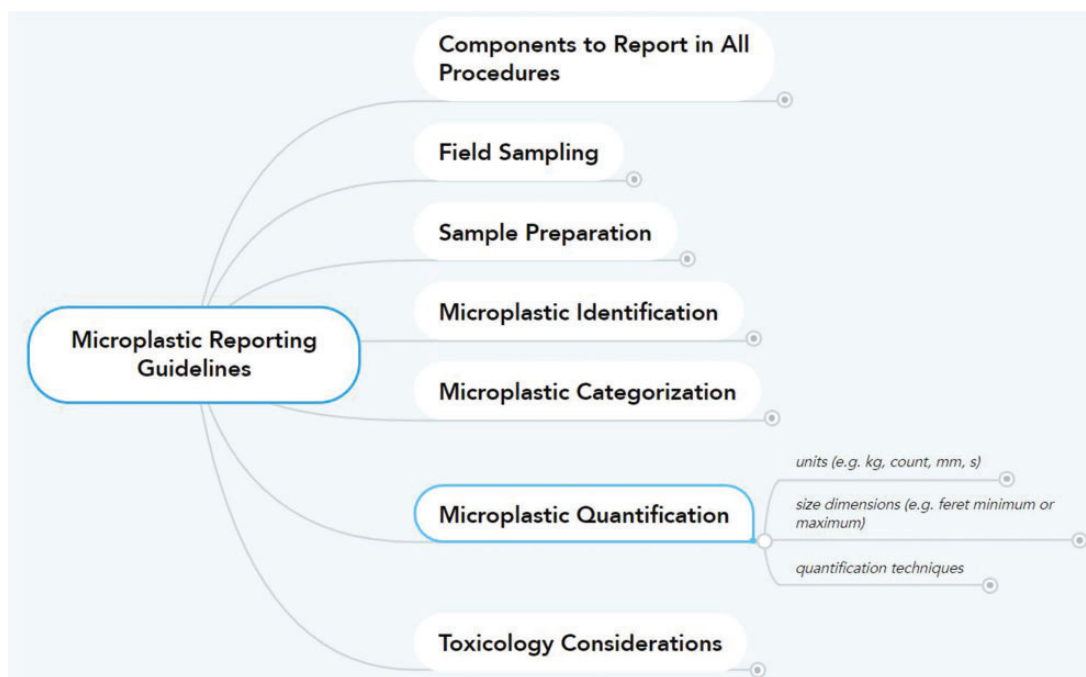 Components to Report in All
Procedures
Field Sampling
Sample Preparation
Microplastic Identification
Microplastic Reporting
Guidelines
Microplastic Categorization
units (e.g. kg, count, mm, s)
size dimensions (e.g. feret minimum or
maximum)
Microplastic Quantification
quantification techniques
Toxicology Considerations